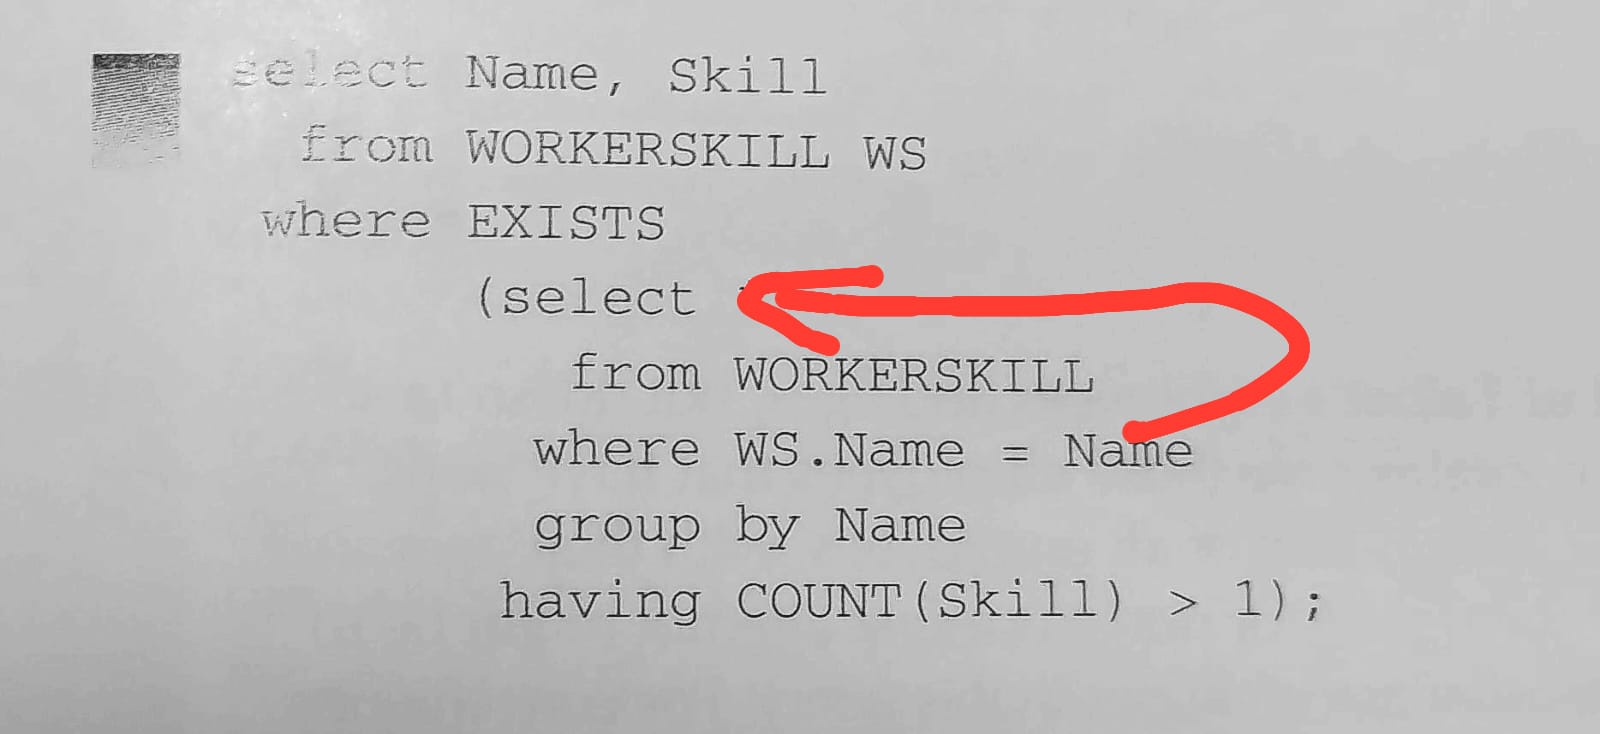 select Name, Skill
from WORKERSKILL WS
where EXISTS
(select
from WORKERSKILL
where WS.Name = Name
group by Name
having COUNT(Skill) > 1);